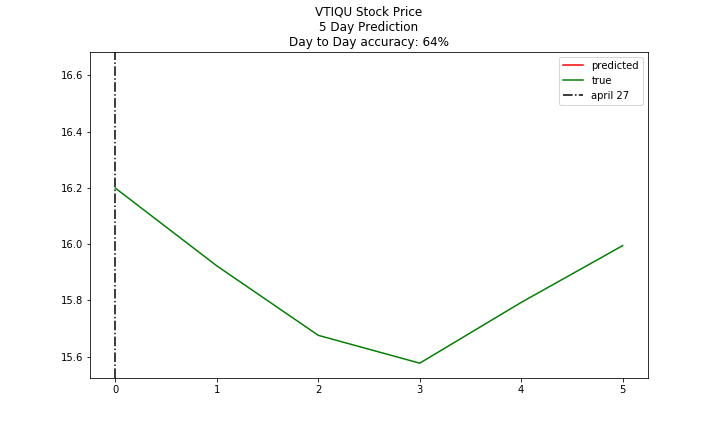 VTIQU Stock Price
5 Day Prediction
Day to Day accuracy: 64%
predicted
true
april 27
16.6
16.4
16.2
16.0
15.8
15.6
0 1 2 3 4 5